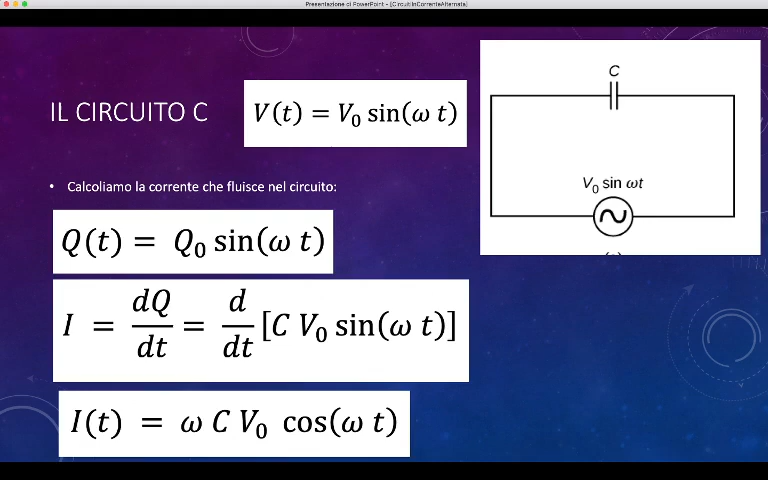 Presentazione di PowerPoint - [CircuitiInCorrenteAlternata]
IL CIRCUITO C
V(t) = V₀ sin(ω t)
• Calcoliamo la corrente che fluisce nel circuito:
Q(t) = Q₀ sin(ω t)
I = dQ/dt = d/dt [C V₀ sin(ω t)]
I(t) = ω C V₀ cos(ω t)
C
V₀ sin ωt